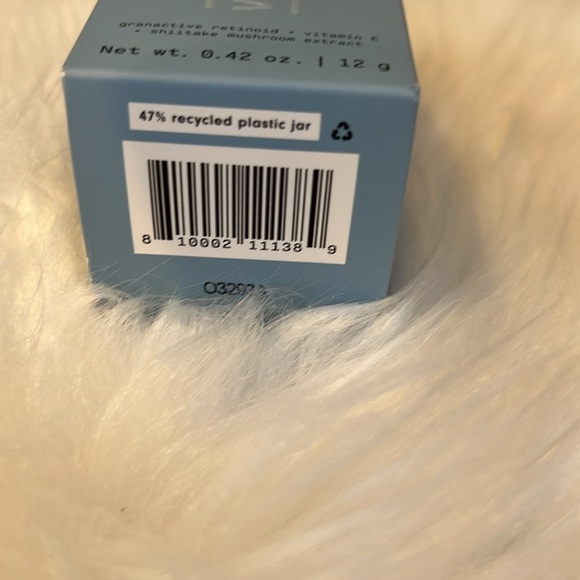 granactive retinoid + vitamin E
+ shiitake mushroom extract
Net wt. 0.42 oz. | 12 g
47% recycled plastic jar
8 10002 11138 9